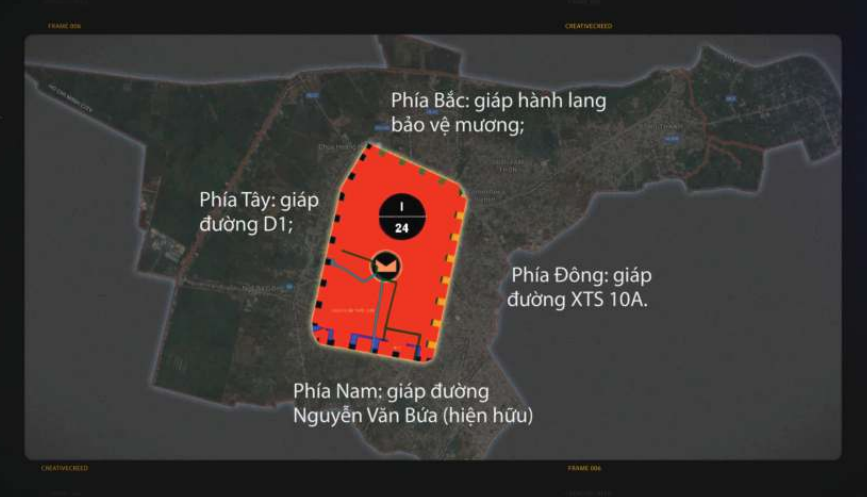 FRAME 006
CREATIVECREED
Phía Bắc: giáp hành lang
bảo vệ mương;
Phía Tây: giáp
đường D1;
I
24
Phía Đông: giáp
đường XTS 10A.
Phía Nam: giáp đường
Nguyễn Văn Bứa (hiện hữu)
CREATIVECREED
FRAME 006